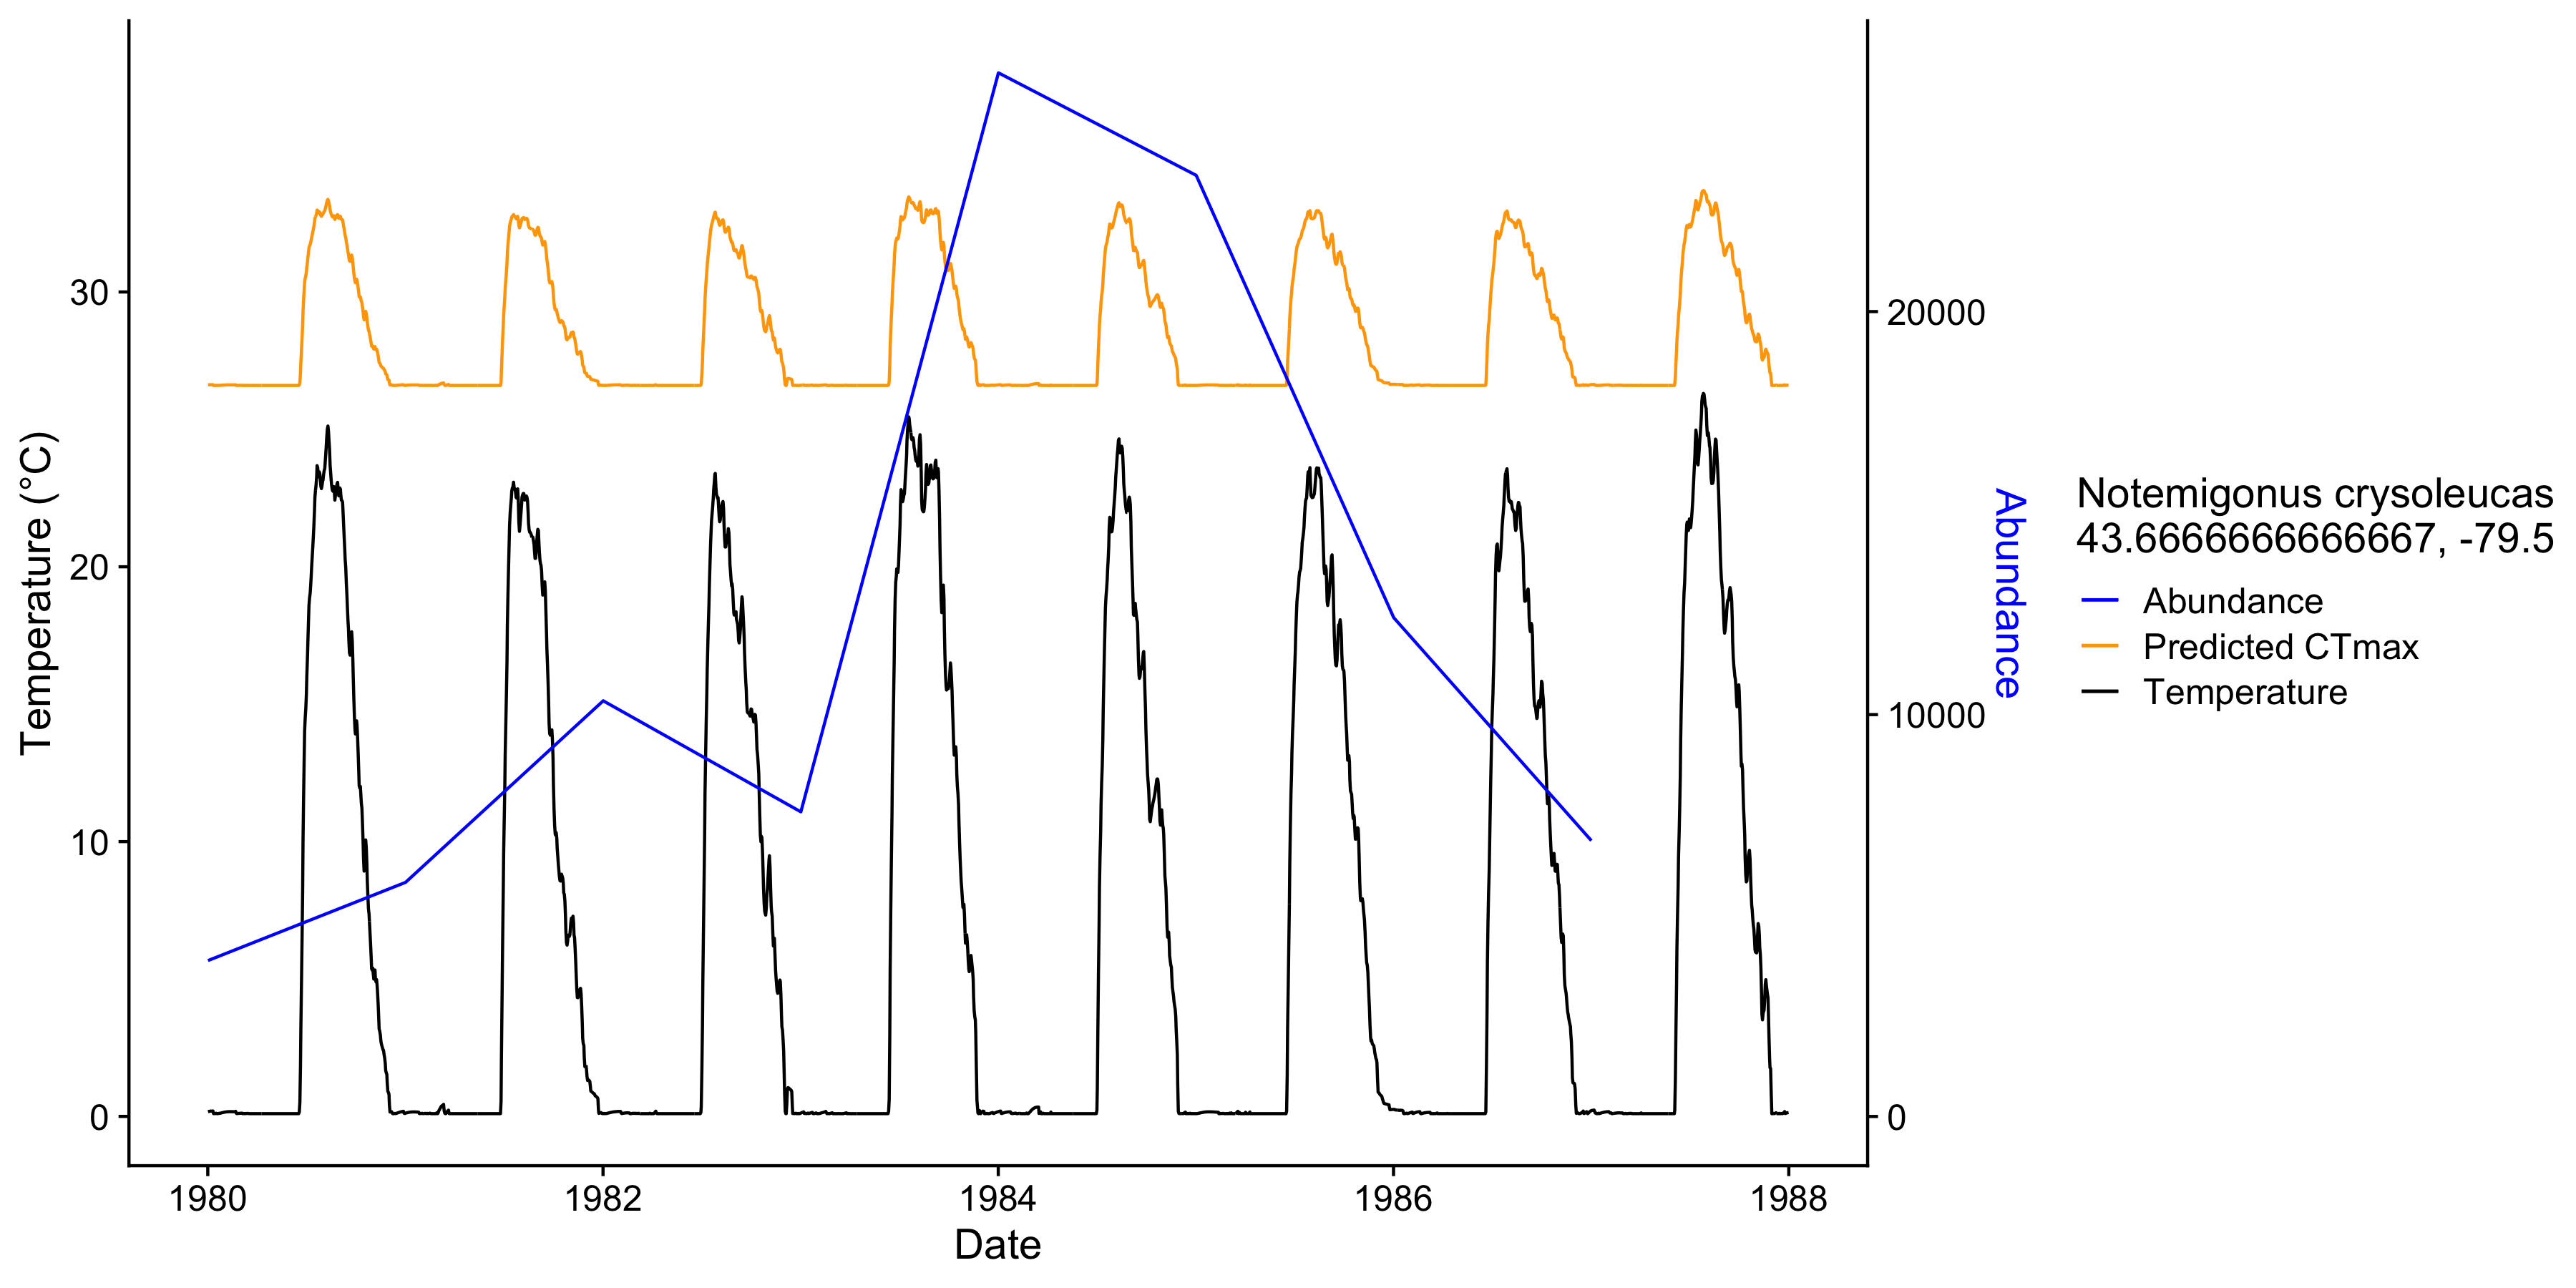 Temperature (°C)
30
20
10
0
1980
1982
1984
1986
1988
Date
20000
10000
0
Abundance
Notemigonus crysoleucas
43.6666666666667, -79.5
Abundance
Predicted CTmax
Temperature